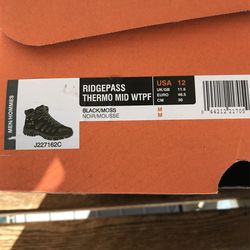 MEN/HOMMES
J227162C
RIDGEPASS
THERMO MID WTPF
BLACK/MOSS
NOIR/MOUSSE
M
M
USA 12
UK/GB 11.5
EURO 46.5
CM 30